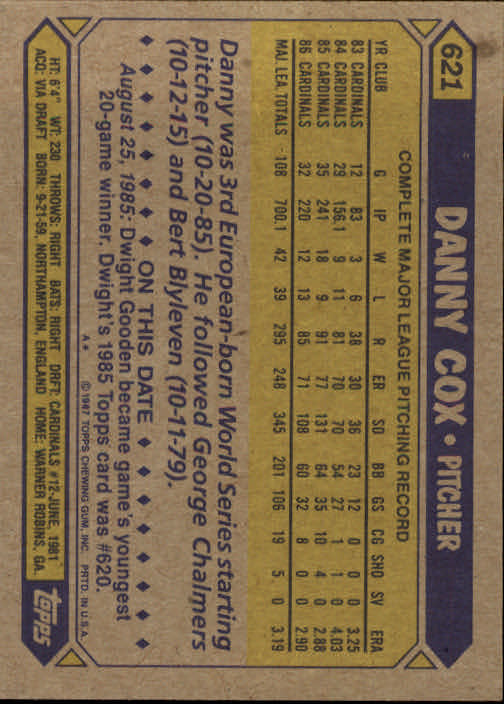 621
DANNY COX • PITCHER
COMPLETE MAJOR LEAGUE PITCHING RECORD
YR CLUB G IP W L R ER SO BB GS CG SHO SV ERA
83 CARDINALS 12 83 3 6 38 30 36 23 12 0 0 0 3.25
84 CARDINALS 29 156.1 9 11 81 70 70 54 27 1 1 0 4.03
85 CARDINALS 35 241 18 9 91 77 131 64 35 10 4 0 2.88
86 CARDINALS 32 220 12 13 85 71 108 60 32 8 0 0 2.90
MAJ. LEA. TOTALS 108 700.1 42 39 295 248 345 201 106 19 5 0 3.19
Danny was 3rd European-born World Series starting
pitcher (10-20-85). He followed George Chalmers
(10-12-15) and Bert Blyleven (10-11-79).
♦ ♦ ♦ ♦ ♦ ♦ ON THIS DATE ♦ ♦ ♦ ♦ ♦ ♦
August 25, 1985: Dwight Gooden became game's youngest
20-game winner. Dwight's 1985 Topps card was #620.
A* ©1987 TOPPS CHEWING GUM, INC. PRTD. IN U.S.A.
HT: 6'4" WT: 230 THROWS: RIGHT BATS: RIGHT DRFT: CARDINALS #12-JUNE, 1981
ACQ: VIA DRAFT BORN: 9-21-59, NORTHAMPTON, ENGLAND HOME: WARNER ROBINS, GA.
TOPPS